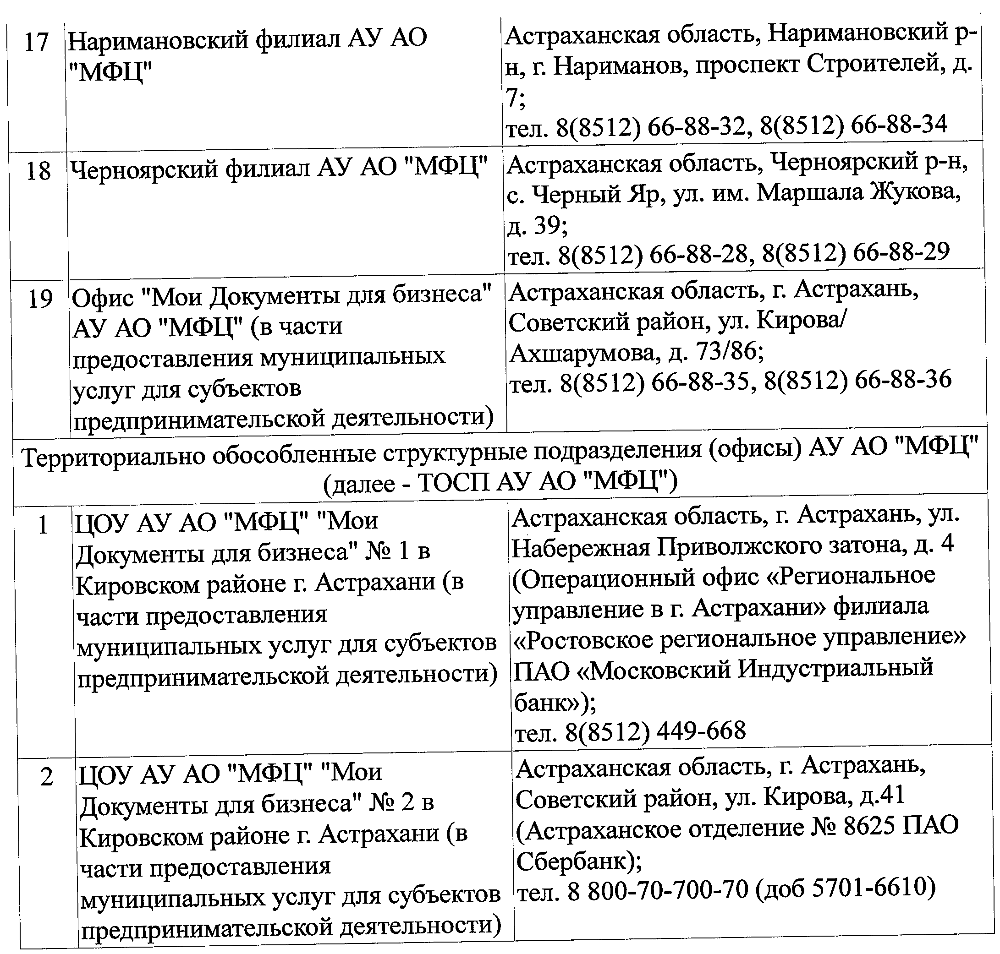 17
Наримановский филиал АУ АО
"МФЦ"
Астраханская область, Наримановский р-
н, г. Нариманов, проспект Строителей, д.
7;
тел. 8(8512) 66-88-32, 8(8512) 66-88-34
18
Черноярский филиал АУ АО "МФЦ"
Астраханская область, Черноярский р-н,
с. Черный Яр, ул. им. Маршала Жукова,
д. 39;
тел. 8(8512) 66-88-28, 8(8512) 66-88-29
19
Офис "Мои Документы для бизнеса"
АУ АО "МФЦ" (в части
предоставления муниципальных
услуг для субъектов
предпринимательской деятельности)
Астраханская область, г. Астрахань,
Советский район, ул. Кирова/
Ахшарумова, д. 73/86;
тел. 8(8512) 66-88-35, 8(8512) 66-88-36
Территориально обособленные структурные подразделения (офисы) АУ АО "МФЦ"
(далее - ТОСП АУ АО "МФЦ")
1
ЦОУ АУ АО "МФЦ" "Мои
Документы для бизнеса" № 1 в
Кировском районе г. Астрахани (в
части предоставления
муниципальных услуг для субъектов
предпринимательской деятельности)
Астраханская область, г. Астрахань, ул.
Набережная Приволжского затона, д. 4
(Операционный офис «Региональное
управление в г. Астрахани» филиала
«Ростовское региональное управление»
ПАО «Московский Индустриальный
банк»);
тел. 8(8512) 449-668
2
ЦОУ АУ АО "МФЦ" "Мои
Документы для бизнеса" № 2 в
Кировском районе г. Астрахани (в
части предоставления
муниципальных услуг для субъектов
предпринимательской деятельности)
Астраханская область, г. Астрахань,
Советский район, ул. Кирова, д.41
(Астраханское отделение № 8625 ПАО
Сбербанк);
тел. 8 800-70-700-70 (доб 5701-6610)